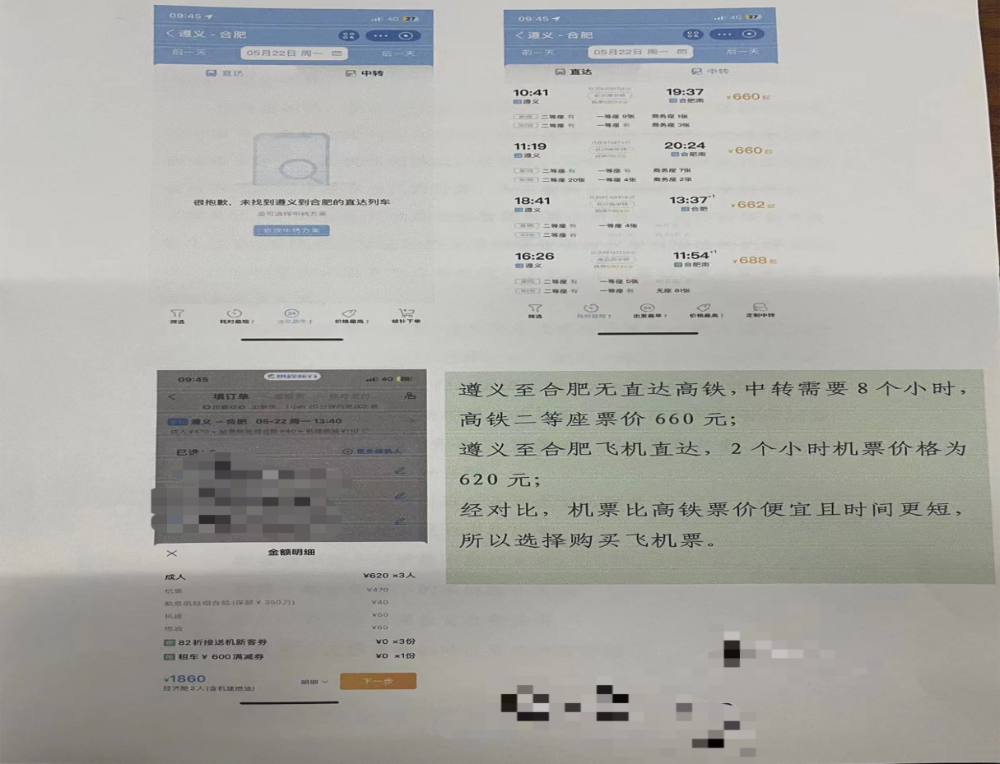 09:45
4G 27
遵义 - 合肥
前一天
05月22日 周一
后一天
直达
中转
很抱歉，未找到遵义到合肥的直达列车
您可选择中转方案
查询中转方案
筛选
耗时最短↑
出发最早↑
价格最高↑
候补下单
09:45
4G 27
遵义 - 合肥
前一天
05月22日 周一
后一天
直达
中转
10:41
19:37
¥660起
遵义
合肥南
二等座 有 一等座 9张 商务座 1张
二等座 有 一等座 有 商务座 3张
11:19
20:24
¥660起
遵义
合肥南
二等座 有 一等座 有 商务座 7张
二等座 20张 一等座 4张 商务座 2张
18:41
13:37+1
¥662起
遵义
合肥
二等座 有 一等座 4张
二等座 有
16:26
11:54+1
¥688起
遵义
合肥南
二等座 有 一等座 5张
二等座 有 一等座 有 无座 81张
筛选
耗时最短↑
出发最早↑
价格最高↑
定制中转
09:45
携程旅行
4G
填订单
遵义 - 合肥 05-22 周一 13:40
已选：
更多乘机人
金额明细
成人 ¥620 ×3人
机票 ¥470
航意航延组合险(保额¥350万) ¥40
机建 ¥50
燃油 ¥60
82折接送机新客券 ¥0 ×3份
租车¥600满减券 ¥0 ×1份
¥1860
经济舱3人(含机建燃油)
明细
下一步
遵义至合肥无直达高铁,中转需要 8 个小时，
高铁二等座票价 660 元；
遵义至合肥飞机直达，2 个小时机票价格为
620 元；
经对比，机票比高铁票价便宜且时间更短，
所以选择购买飞机票。